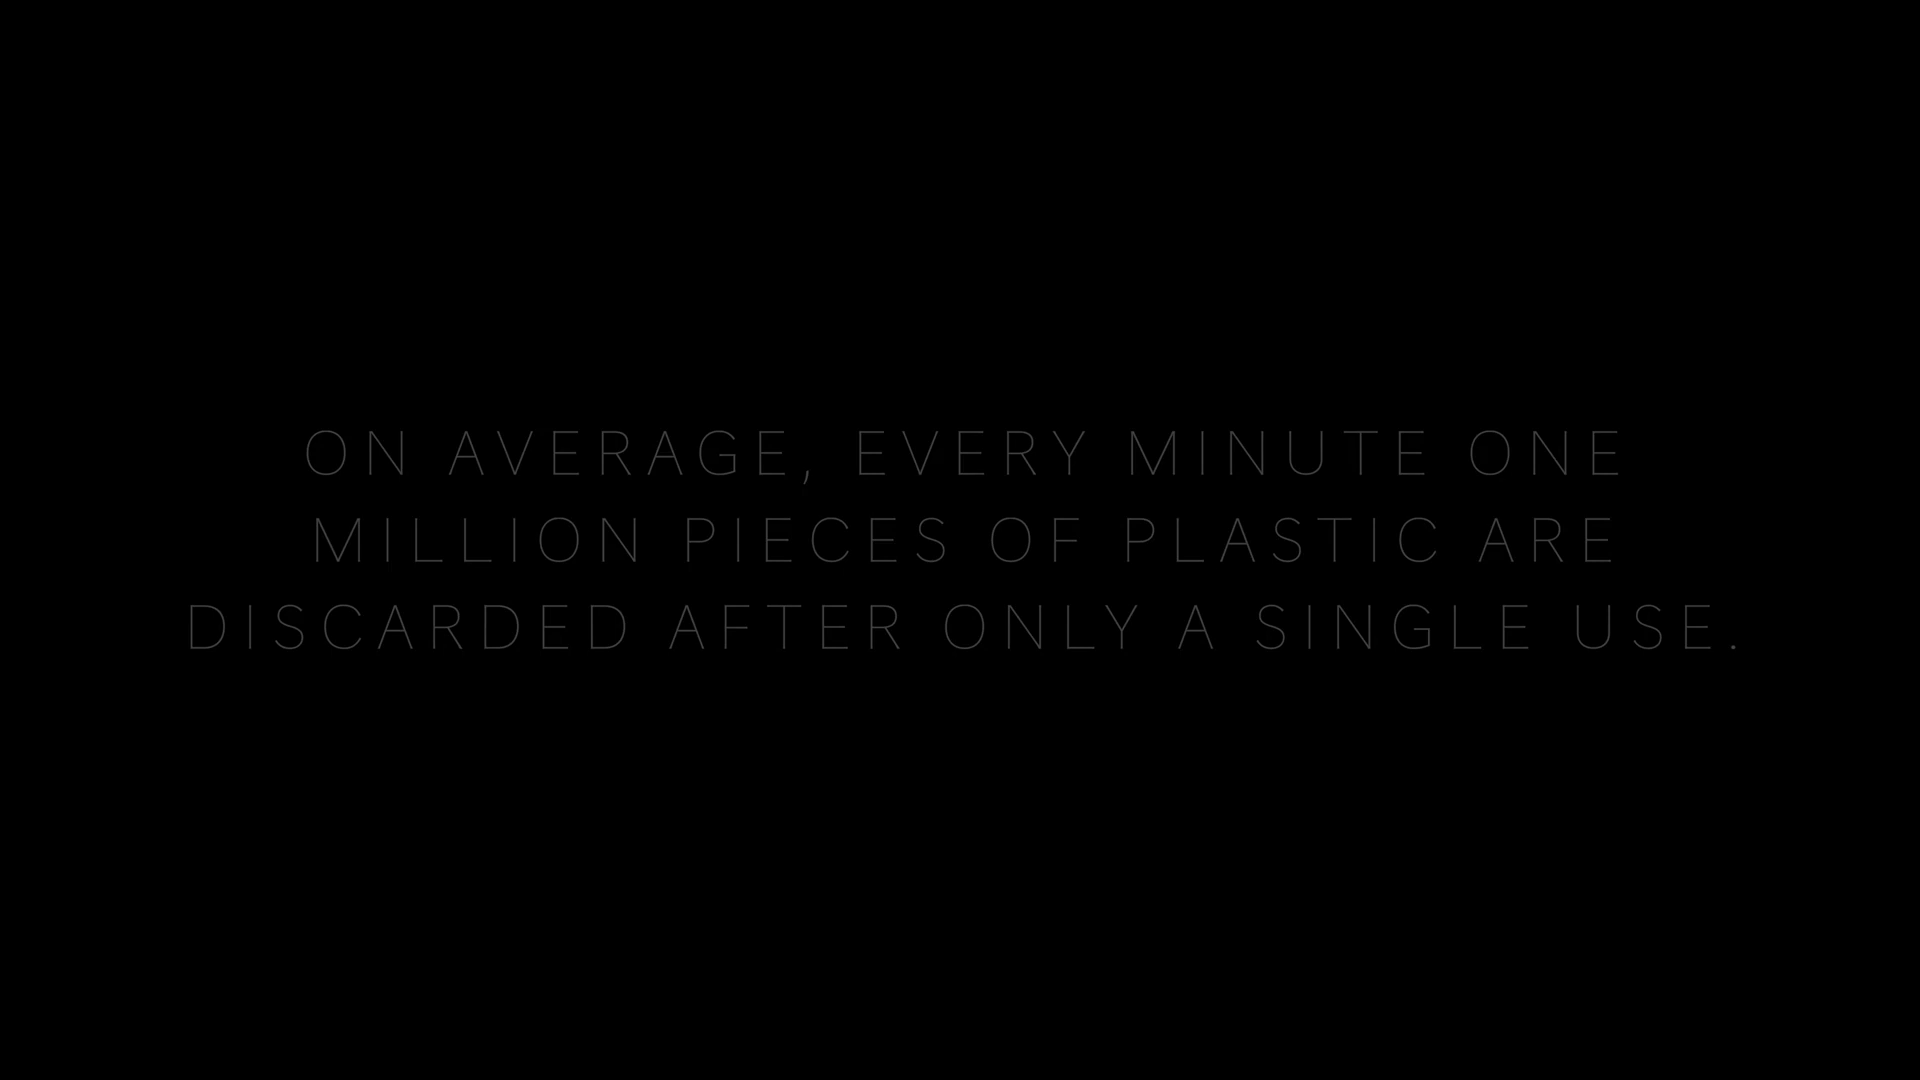 ON AVERAGE, EVERY MINUTE ONE
MILLION PIECES OF PLASTIC ARE
DISCARDED AFTER ONLY A SINGLE USE.